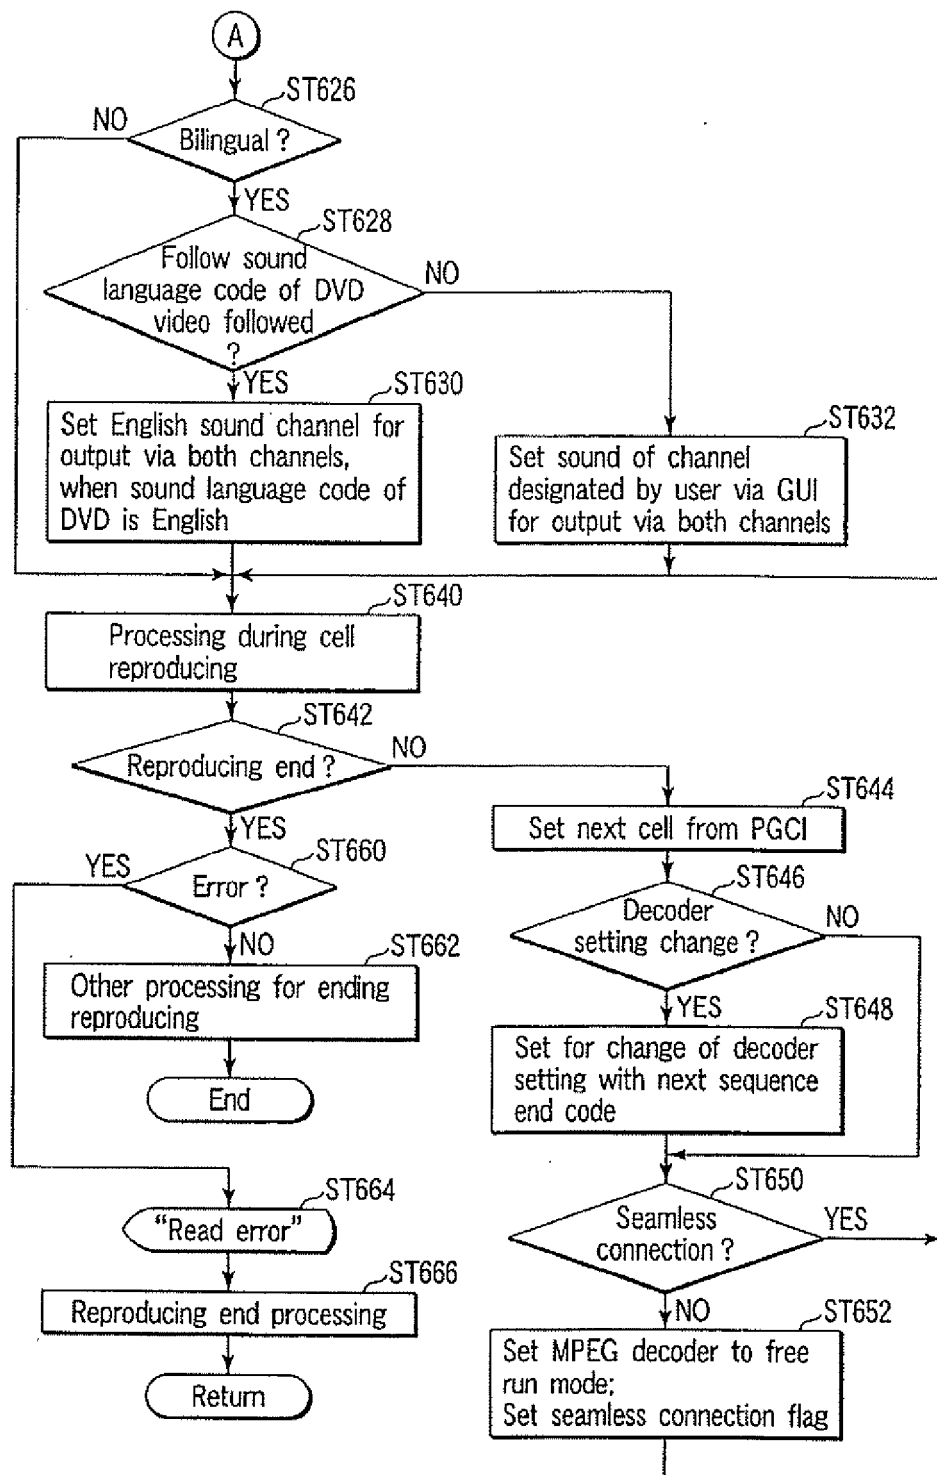 A
ST626
NO
Bilingual ?
YES
ST628
Follow sound
language code of DVD
video followed
?
NO
YES
ST630
Set English sound channel for
output via both channels,
when sound language code of
DVD is English
ST632
Set sound of channel
designated by user via GUI
for output via both channels
ST640
Processing during cell
reproducing
ST642
Reproducing end ?
NO
YES
ST644
Set next cell from PGCI
ST660
YES
Error ?
NO
ST646
Decoder
setting change ?
NO
YES
ST662
Other processing for ending
reproducing
End
ST648
Set for change of decoder
setting with next sequence
end code
ST664
"Read error"
ST650
Seamless
connection ?
YES
NO
ST666
Reproducing end processing
Return
ST652
Set MPEG decoder to free
run mode;
Set seamless connection flag